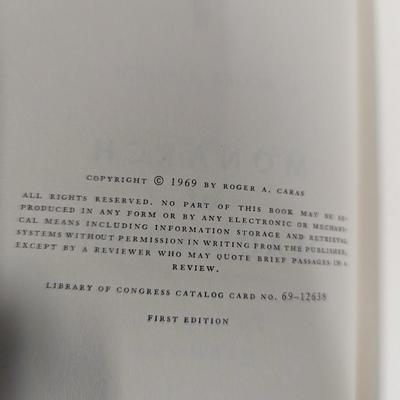 COPYRIGHT © 1969 BY ROGER A. CARAS
ALL RIGHTS RESERVED. NO PART OF THIS BOOK MAY BE RE-
PRODUCED IN ANY FORM OR BY ANY ELECTRONIC OR MECHANI-
CAL MEANS INCLUDING INFORMATION STORAGE AND RETRIEVAL
SYSTEMS WITHOUT PERMISSION IN WRITING FROM THE PUBLISHER,
EXCEPT BY A REVIEWER WHO MAY QUOTE BRIEF PASSAGES IN A
REVIEW.
LIBRARY OF CONGRESS CATALOG CARD NO. 69-12638
FIRST EDITION